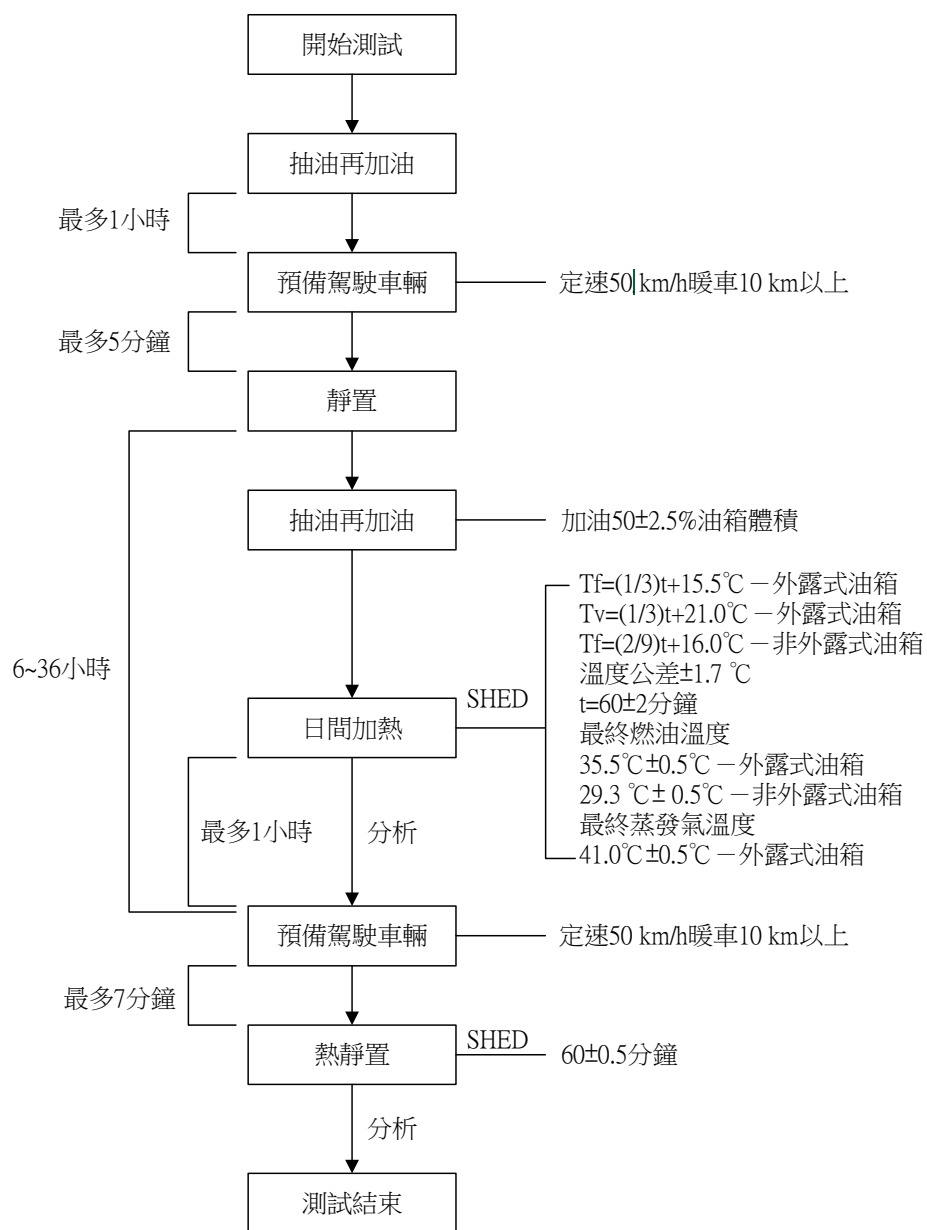 開始測試
抽油再加油
最多1小時
預備駕駛車輛
定速50 km/h暖車10 km以上
最多5分鐘
靜置
抽油再加油
加油50±2.5%油箱體積
6~36小時
日間加熱
SHED
Tf=(1/3)t+15.5℃－外露式油箱
Tv=(1/3)t+21.0℃－外露式油箱
Tf=(2/9)t+16.0℃－非外露式油箱
溫度公差±1.7 ℃
t=60±2分鐘
最終燃油溫度
35.5℃±0.5℃－外露式油箱
29.3 ℃± 0.5℃－非外露式油箱
最終蒸發氣溫度
41.0℃±0.5℃－外露式油箱
最多1小時
分析
預備駕駛車輛
定速50 km/h暖車10 km以上
最多7分鐘
熱靜置
SHED
60±0.5分鐘
分析
測試結束